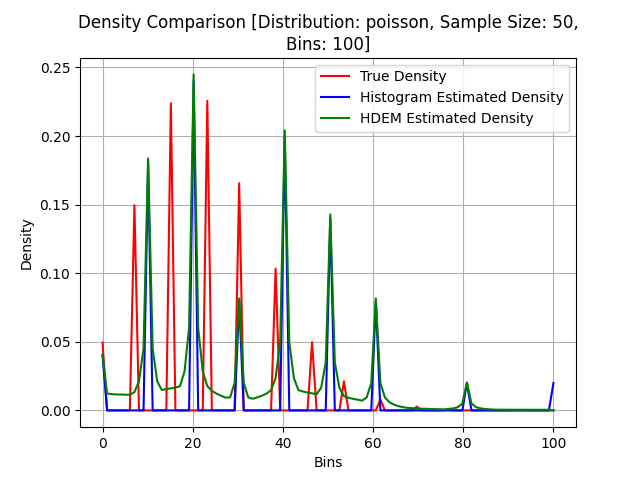 Density Comparison [Distribution: poisson, Sample Size: 50,
Bins: 100]
True Density
Histogram Estimated Density
HDEM Estimated Density
Density
0.25
0.20
0.15
0.10
0.05
0.00
0 20 40 60 80 100
Bins